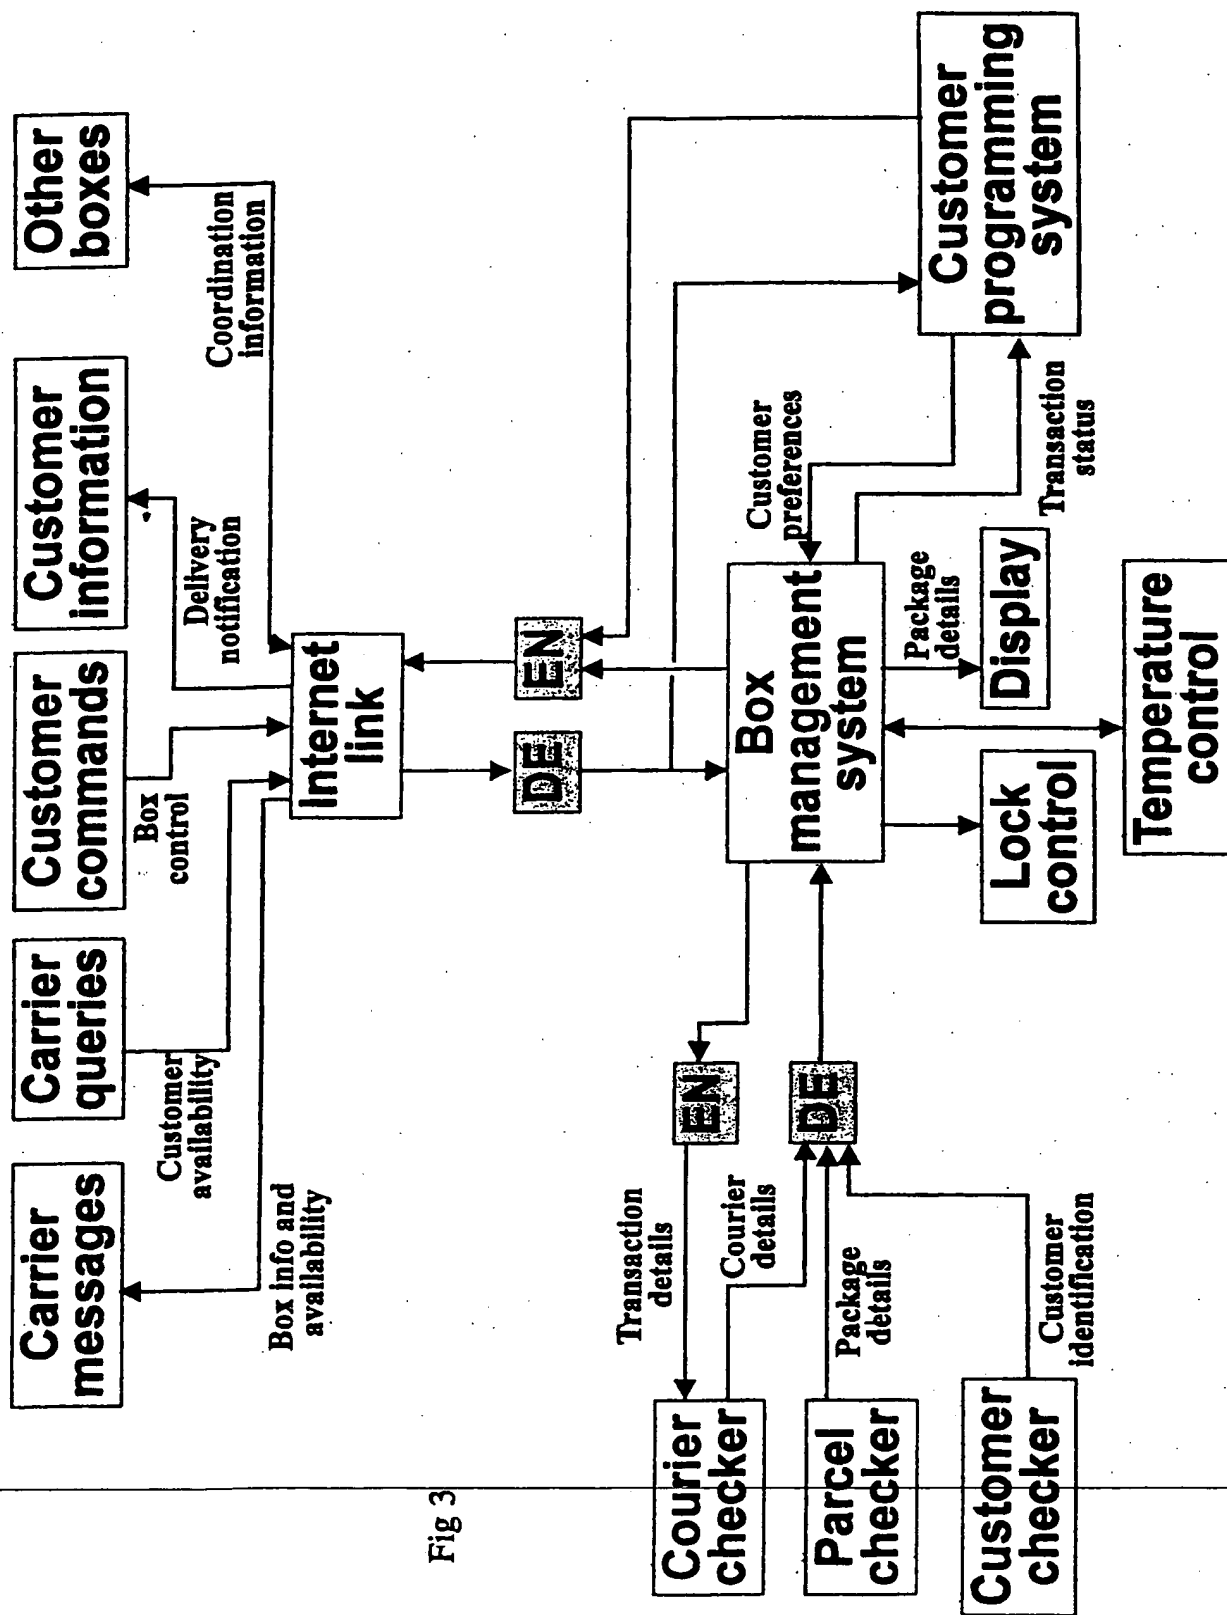 Carrier
messages
Carrier
queries
Customer
commands
Customer
information
Other
boxes
Box info and
availability
Customer
availability
Box
control
Delivery
notification
Coordination
information
Internet
link
DE
EN
Fig 3
Courier
checker
Parcel
checker
Customer
checker
Transaction
details
Courier
details
Package
details
Customer
identification
EN
DE
Box
management
system
Customer
preferences
Transaction
status
Package
details
Customer
programming
system
Lock
control
Display
Temperature
control